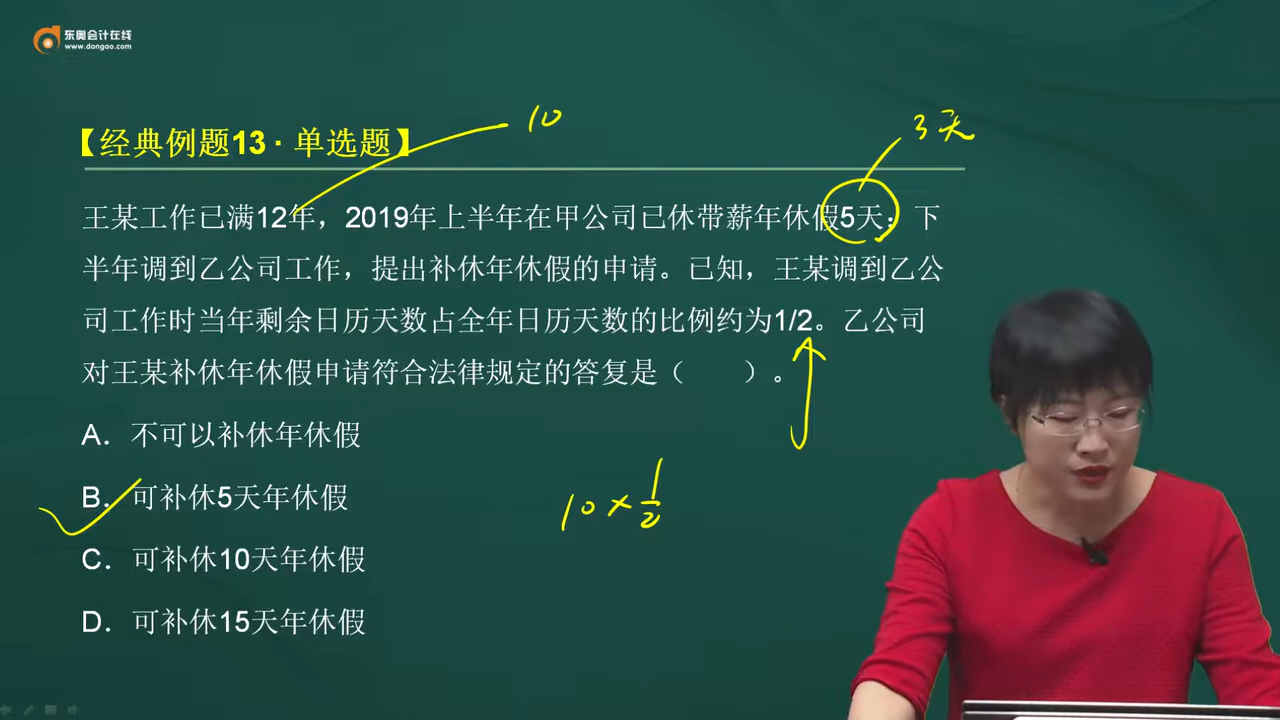 东奥会计在线
www.dongao.com
10
3天
【经典例题13 · 单选题】
王某工作已满12年，2019年上半年在甲公司已休带薪年休假5天；下
半年调到乙公司工作，提出补休年休假的申请。已知，王某调到乙公
司工作时当年剩余日历天数占全年日历天数的比例约为1/2。乙公司
对王某补休年休假申请符合法律规定的答复是（　　）。
A．不可以补休年休假
B．可补休5天年休假
10×1/2
C．可补休10天年休假
D．可补休15天年休假